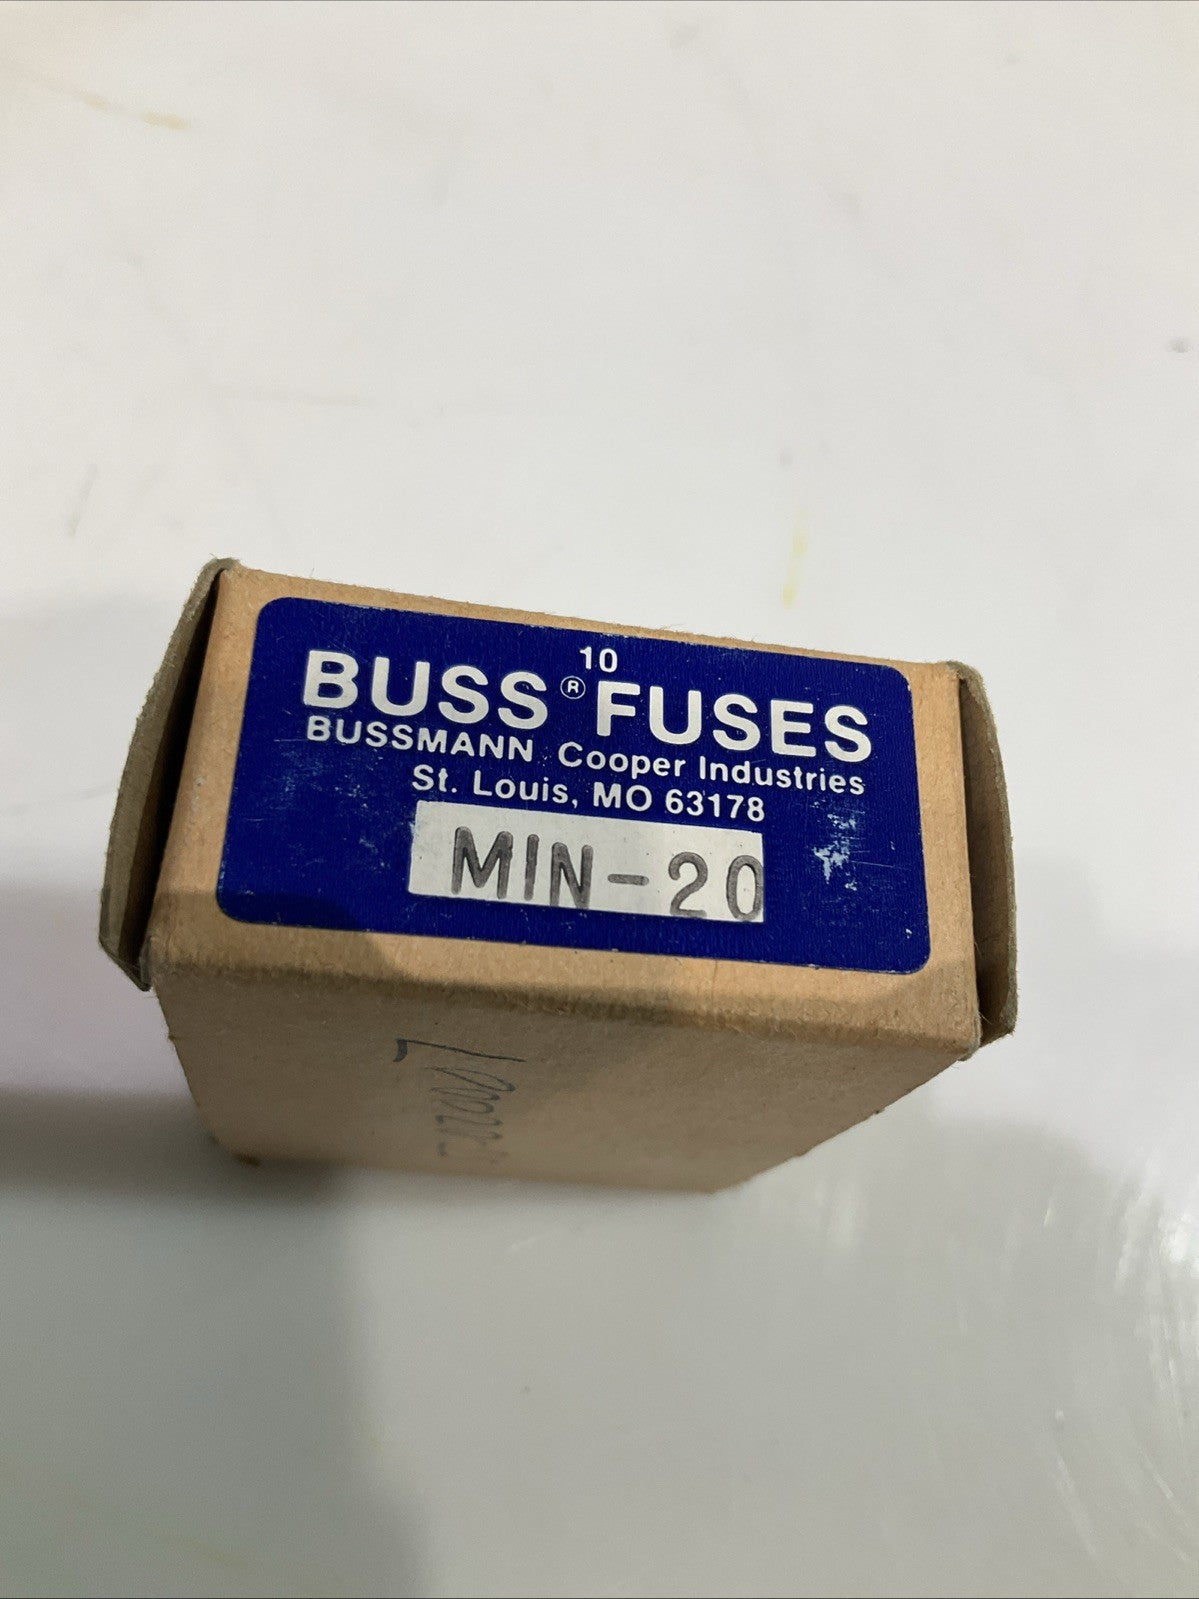 10
BUSS® FUSES
BUSSMANN Cooper Industries
St. Louis, MO 63178
MIN-20